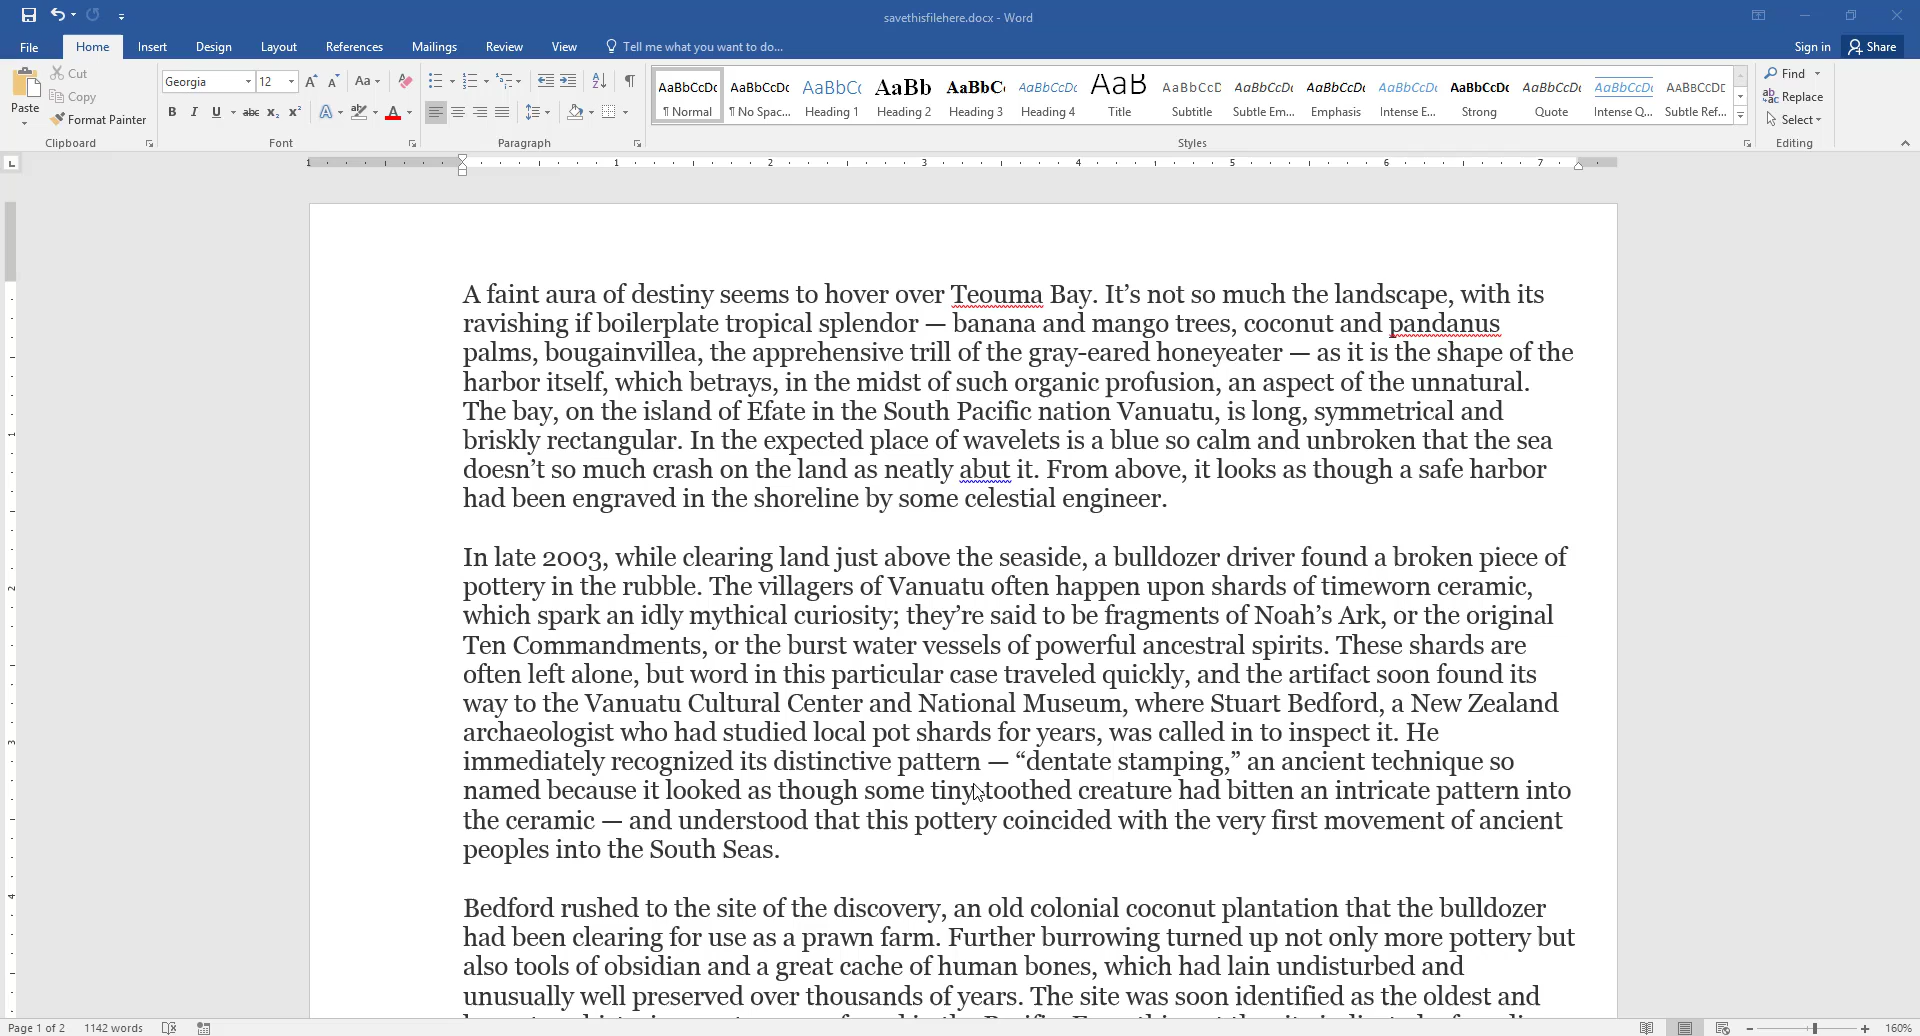 savethisfilehere.docx - Word
File Home Insert Design Layout References Mailings Review View Tell me what you want to do... Sign in Share
Paste
Cut
Copy
Format Painter
Clipboard
Georgia 12 Aa
B I U abc x₂ x² A A
Font
Paragraph
AaBbCcDc AaBbCcDc AaBbCc AaBb AaBbC AaBbCcDc AaB AaBbCcD AaBbCcDc AaBbCcDc AaBbCcDc AaBbCcDc AaBbCcDc AaBbCcDc AABBCCDE
¶ Normal ¶ No Spac... Heading 1 Heading 2 Heading 3 Heading 4 Title Subtitle Subtle Em... Emphasis Intense E... Strong Quote Intense Q... Subtle Ref...
Styles
Find
Replace
Select
Editing
1 1 2 3 4 5 6 7
A faint aura of destiny seems to hover over Teouma Bay. It’s not so much the landscape, with its
ravishing if boilerplate tropical splendor — banana and mango trees, coconut and pandanus
palms, bougainvillea, the apprehensive trill of the gray-eared honeyeater — as it is the shape of the
harbor itself, which betrays, in the midst of such organic profusion, an aspect of the unnatural.
The bay, on the island of Efate in the South Pacific nation Vanuatu, is long, symmetrical and
briskly rectangular. In the expected place of wavelets is a blue so calm and unbroken that the sea
doesn’t so much crash on the land as neatly abut it. From above, it looks as though a safe harbor
had been engraved in the shoreline by some celestial engineer.
In late 2003, while clearing land just above the seaside, a bulldozer driver found a broken piece of
pottery in the rubble. The villagers of Vanuatu often happen upon shards of timeworn ceramic,
which spark an idly mythical curiosity; they’re said to be fragments of Noah’s Ark, or the original
Ten Commandments, or the burst water vessels of powerful ancestral spirits. These shards are
often left alone, but word in this particular case traveled quickly, and the artifact soon found its
way to the Vanuatu Cultural Center and National Museum, where Stuart Bedford, a New Zealand
archaeologist who had studied local pot shards for years, was called in to inspect it. He
immediately recognized its distinctive pattern — “dentate stamping,” an ancient technique so
named because it looked as though some tiny-toothed creature had bitten an intricate pattern into
the ceramic — and understood that this pottery coincided with the very first movement of ancient
peoples into the South Seas.
Bedford rushed to the site of the discovery, an old colonial coconut plantation that the bulldozer
had been clearing for use as a prawn farm. Further burrowing turned up not only more pottery but
also tools of obsidian and a great cache of human bones, which had lain undisturbed and
unusually well preserved over thousands of years. The site was soon identified as the oldest and
1
2
3
4
Page 1 of 2 1142 words 160%